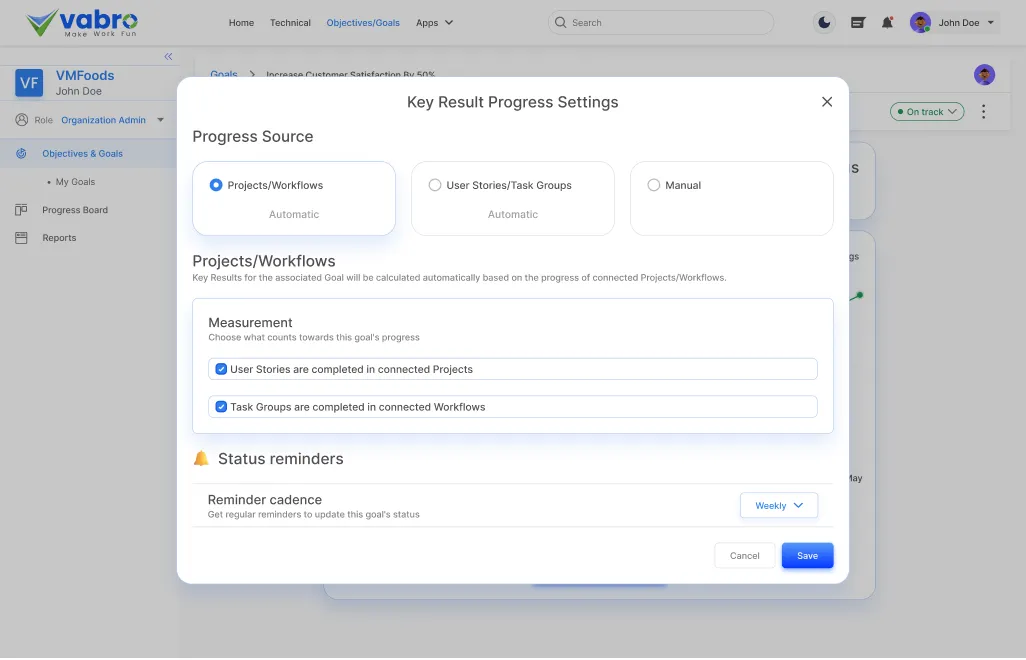 vabro
Make Work Fun
Home Technical Objectives/Goals Apps
Search
John Doe
VF
VMFoods
John Doe
Role Organization Admin
Objectives & Goals
• My Goals
Progress Board
Reports
Goals > Increase Customer Satisfaction By 50%
On track
Key Result Progress Settings
Progress Source
Projects/Workflows
Automatic
User Stories/Task Groups
Automatic
Manual
Projects/Workflows
Key Results for the associated Goal will be calculated automatically based on the progress of connected Projects/Workflows.
Measurement
Choose what counts towards this goal's progress
User Stories are completed in connected Projects
Task Groups are completed in connected Workflows
Status reminders
Reminder cadence
Get regular reminders to update this goal's status
Weekly
Cancel
Save
May